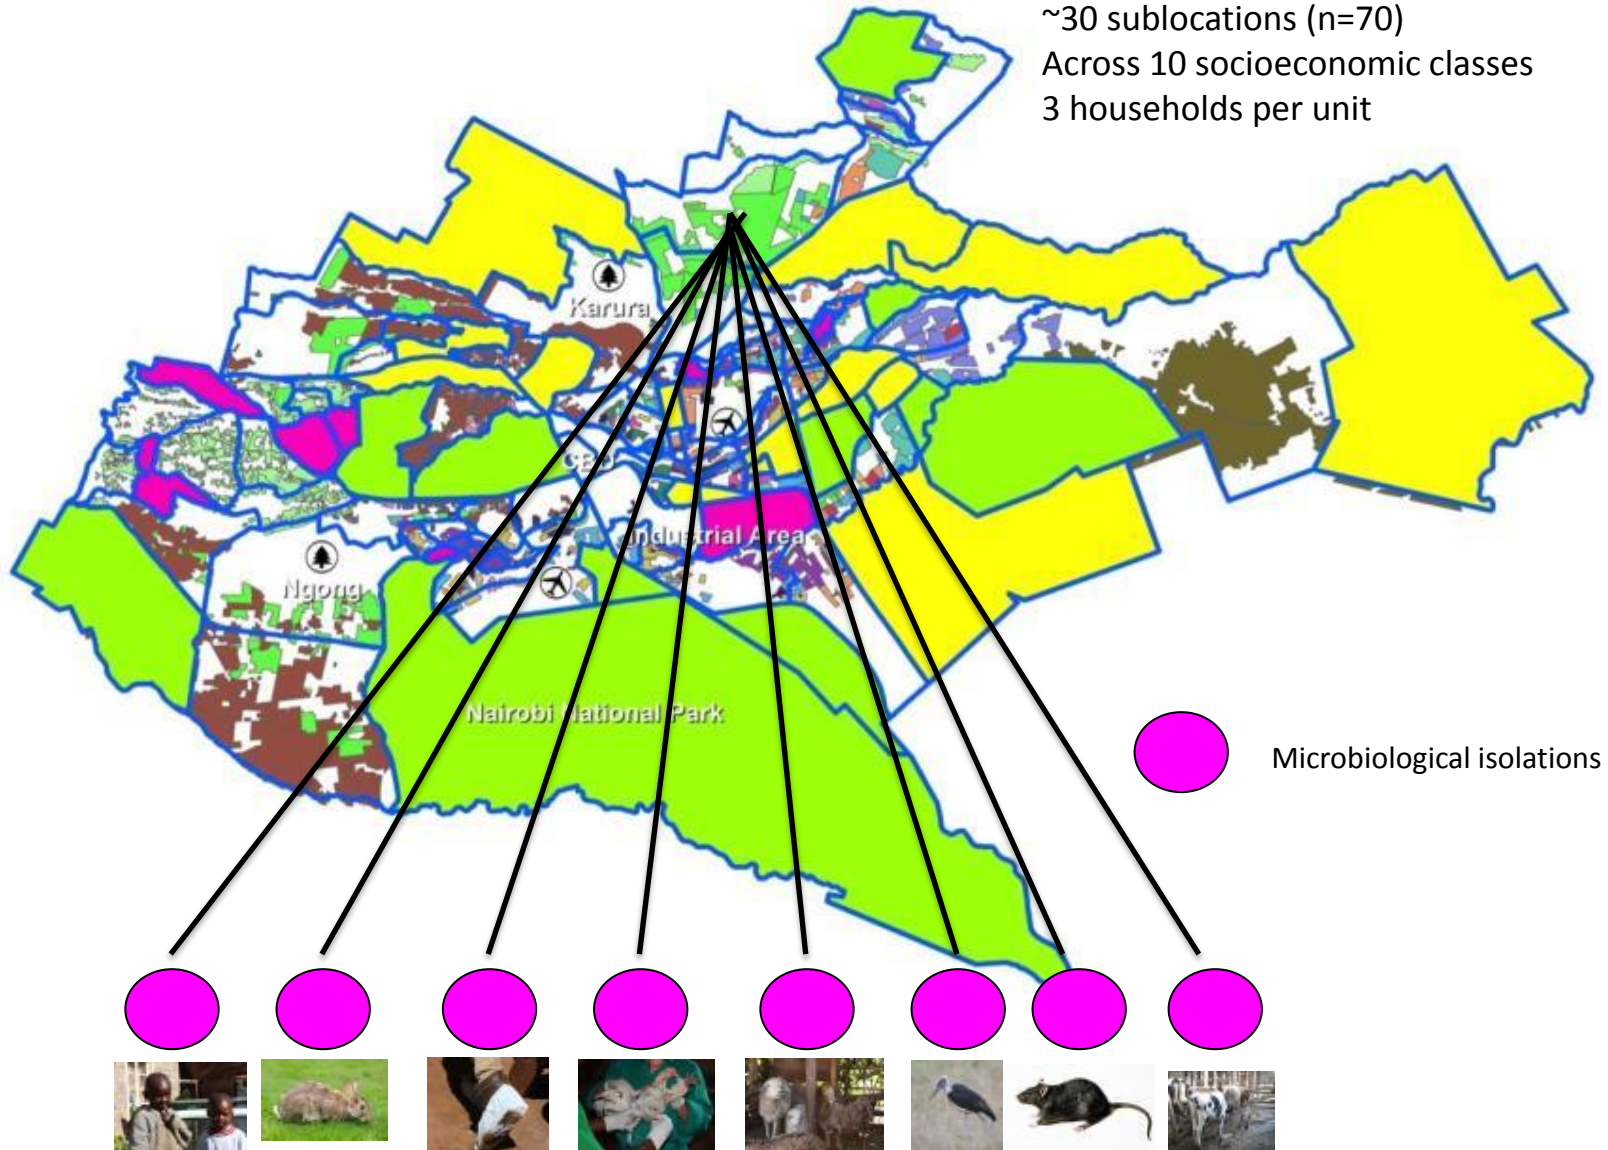 ~30 sublocations (n=70)
Across 10 socioeconomic classes
3 households per unit
Karura
CBD
Industrial Area
Ngong
Nairobi National Park
Microbiological isolations